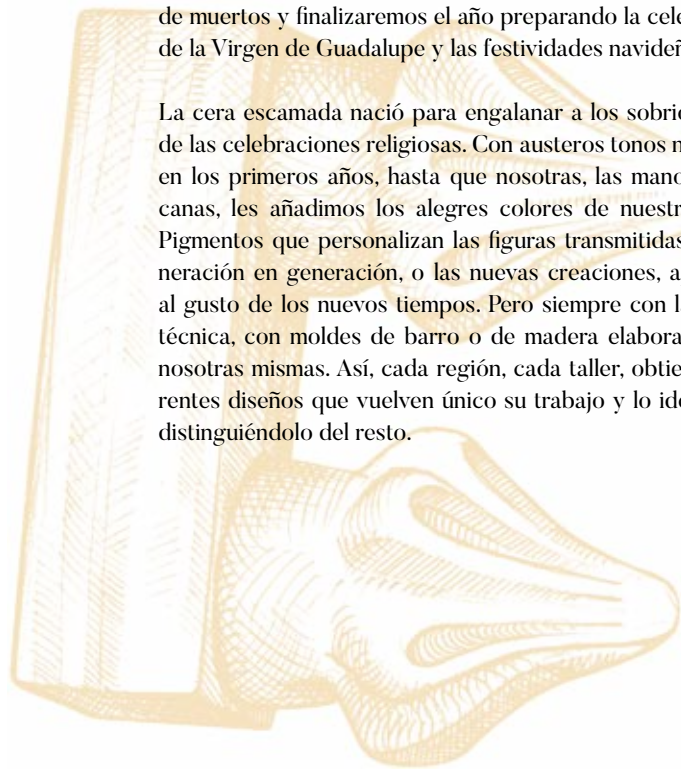 de muertos y finalizaremos el año preparando la cele
de la Virgen de Guadalupe y las festividades navideñ
La cera escamada nació para engalanar a los sobrio
de las celebraciones religiosas. Con austeros tonos n
en los primeros años, hasta que nosotras, las mano
canas, les añadimos los alegres colores de nuestr
Pigmentos que personalizan las figuras transmitidas
neración en generación, o las nuevas creaciones, a
al gusto de los nuevos tiempos. Pero siempre con l
técnica, con moldes de barro o de madera elabora
nosotras mismas. Así, cada región, cada taller, obtie
rentes diseños que vuelven único su trabajo y lo ide
distinguiéndolo del resto.